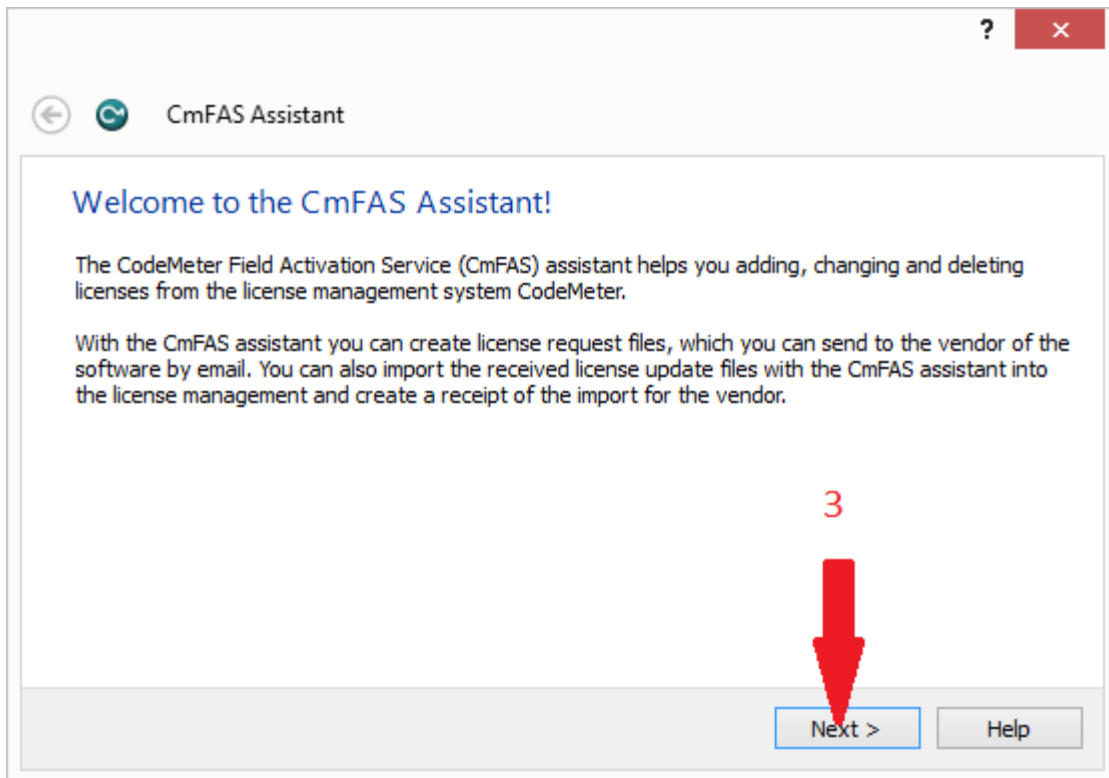 ?
CmFAS Assistant
Welcome to the CmFAS Assistant!
The CodeMeter Field Activation Service (CmFAS) assistant helps you adding, changing and deleting
licenses from the license management system CodeMeter.
With the CmFAS assistant you can create license request files, which you can send to the vendor of the
software by email. You can also import the received license update files with the CmFAS assistant into
the license management and create a receipt of the import for the vendor.
3
Next > Help